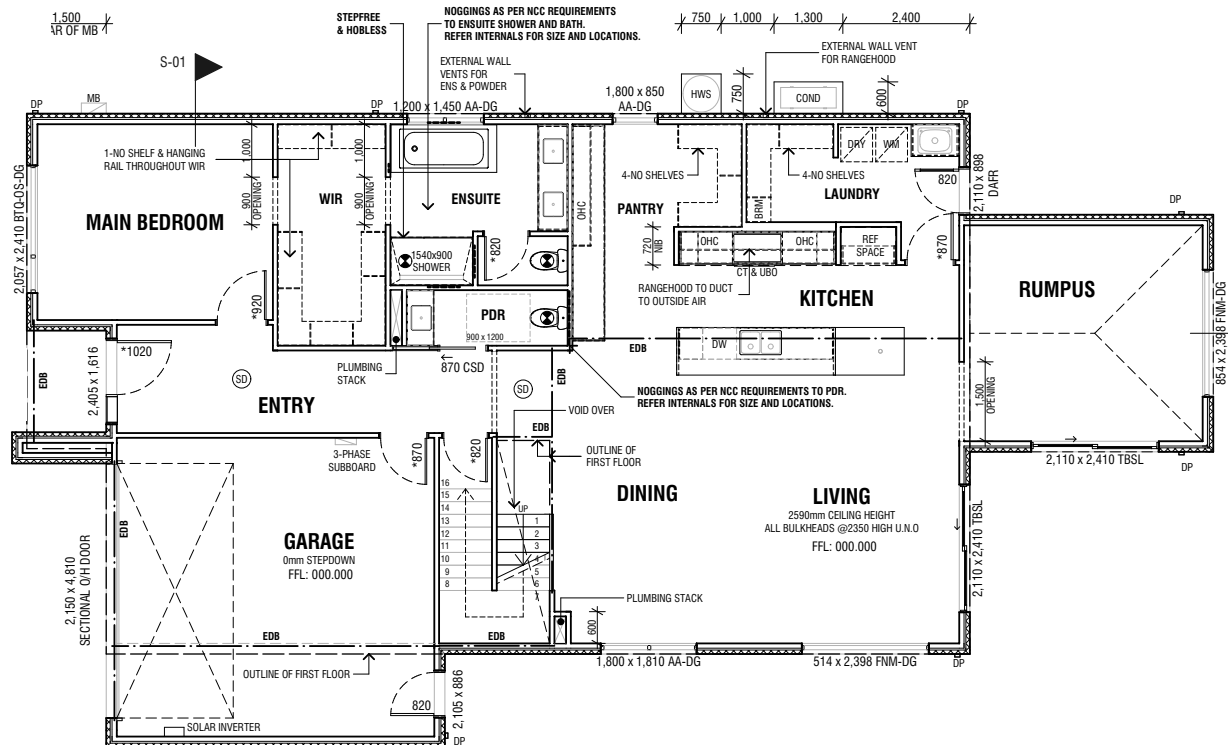 1,500
AR OF MB
STEPFREE
& HOBLESS
NOGGINGS AS PER NCC REQUIREMENTS
TO ENSUITE SHOWER AND BATH.
REFER INTERNALS FOR SIZE AND LOCATIONS.
750
1,000
1,300
2,400
S-01
EXTERNAL WALL
VENTS FOR
ENS & POWDER
EXTERNAL WALL VENT
FOR RANGEHOOD
DP
MB
DP
1,200 x 1,450 AA-DG
1,800 x 850
AA-DG
HWS
750
COND
600
DP
1-NO SHELF & HANGING
RAIL THROUGHOUT WIR
1,000
900
OPENING
1,000
900
OPENING
WIR
ENSUITE
OHC
4-NO SHELVES
PANTRY
4-NO SHELVES
BRM
DRY
WM
LAUNDRY
820
2,110 x 898
DAFR
DP
MAIN BEDROOM
2,057 x 2,410 BTQ-OS-DG
1540x900
SHOWER
*820
720
NIB
OHC
OHC
CT & UBO
REF
SPACE
*870
RANGEHOOD TO DUCT
TO OUTSIDE AIR
KITCHEN
RUMPUS
854 x 2,398 FNM-DG
*920
PDR
900 x 1200
*1020
2,405 x 1,616
EDB
PLUMBING
STACK
870 CSD
EDB
DW
EDB
SD
SD
ENTRY
NOGGINGS AS PER NCC REQUIREMENTS TO PDR.
REFER INTERNALS FOR SIZE AND LOCATIONS.
1,500
OPENING
VOID OVER
EDB
OUTLINE OF
FIRST FLOOR
3-PHASE
SUBBOARD
*870
*820
2,110 x 2,410 TBSL
DP
16
15
14
13
12
11
10
9
8
UP
1
2
3
4
5
6
7
DINING
LIVING
2590mm CEILING HEIGHT
ALL BULKHEADS @2350 HIGH U.N.O
FFL: 000.000
2,110 x 2,410 TBSL
EDB
GARAGE
0mm STEPDOWN
FFL: 000.000
2,150 x 4,810
SECTIONAL O/H DOOR
PLUMBING STACK
600
EDB
EDB
1,800 x 1,810 AA-DG
514 x 2,398 FNM-DG
DP
OUTLINE OF FIRST FLOOR
820
2,105 x 886
SOLAR INVERTER
DP